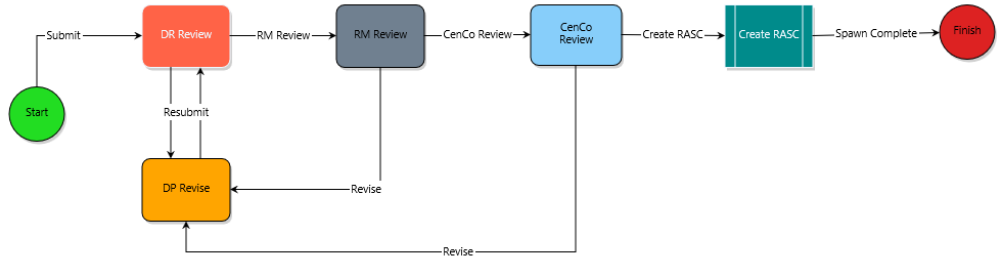 Submit
DR Review
RM Review
RM Review
CenCo Review
CenCo
Review
Create RASC
Create RASC
Spawn Complete
Finish
Start
Resubmit
DP Revise
Revise
Revise